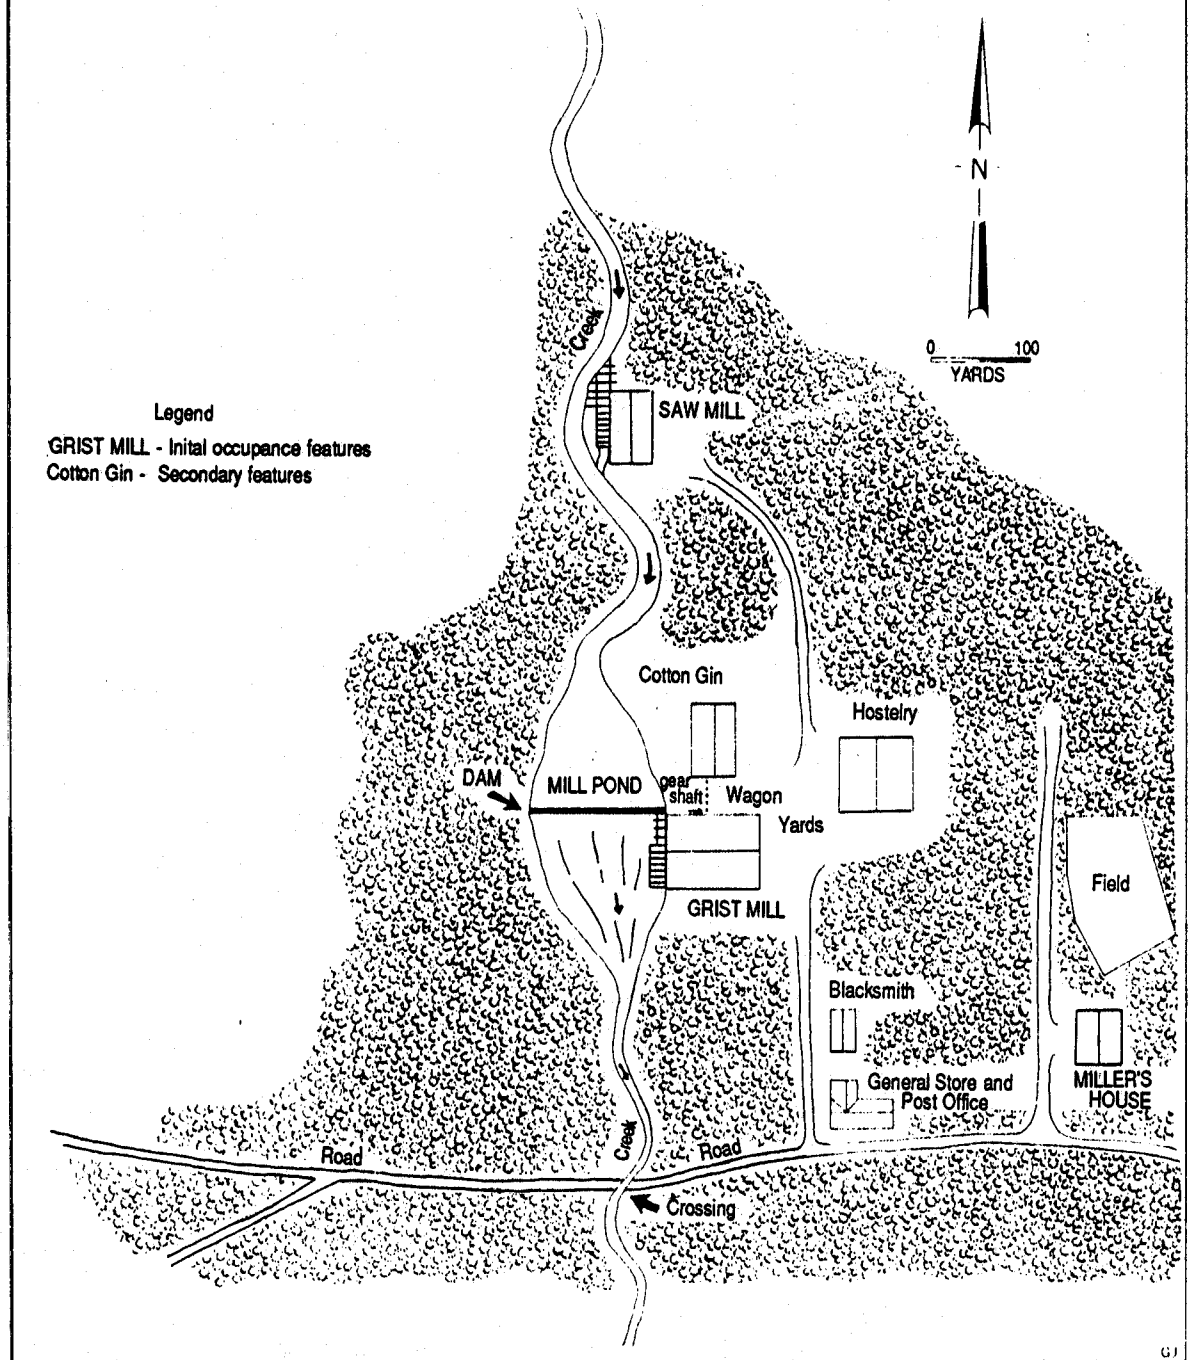 N
0 100
YARDS
Creek
SAW MILL
Legend
GRIST MILL - Inital occupance features
Cotton Gin - Secondary features
Cotton Gin
Hostelry
DAM
MILL POND
gear
shaft
Wagon
Yards
Field
GRIST MILL
Blacksmith
General Store and
Post Office
MILLER'S
HOUSE
Creek
Road
Road
Crossing
GJ